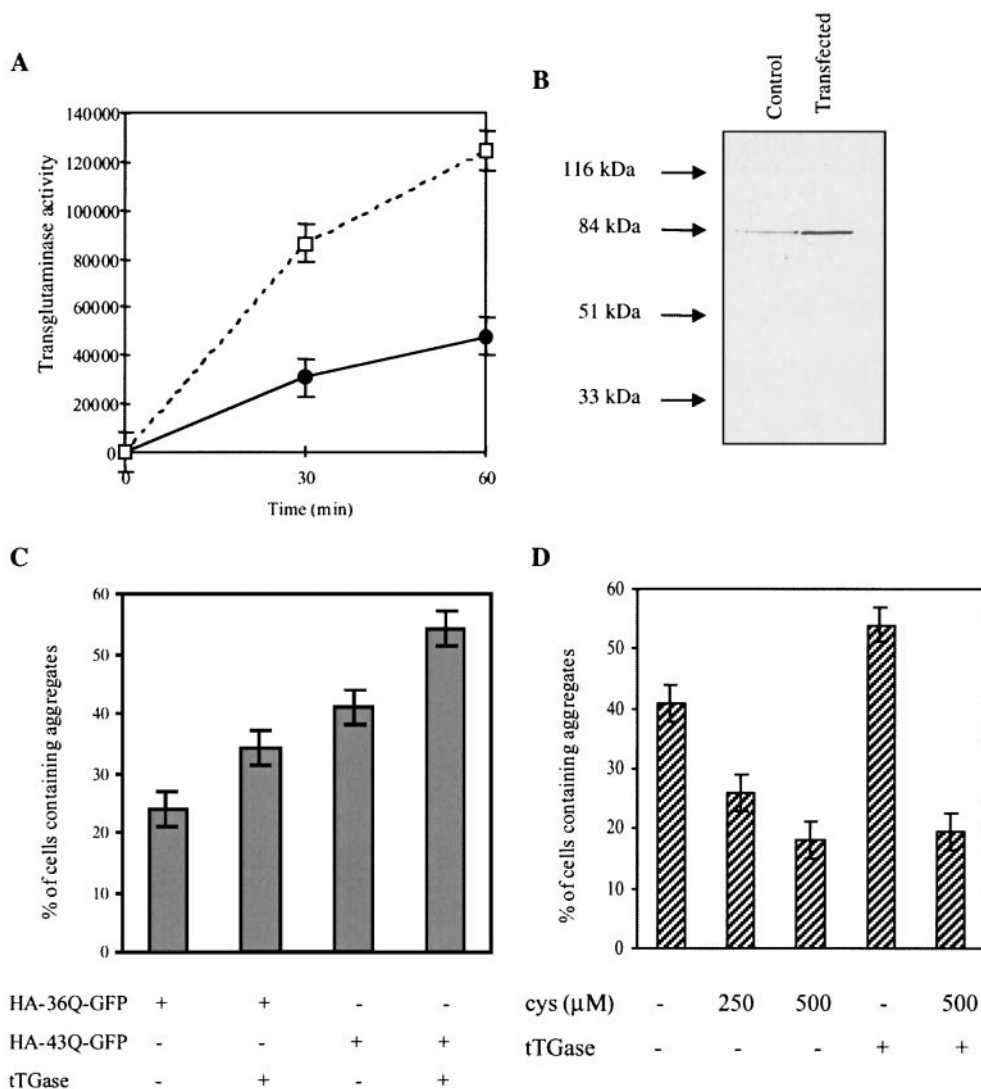 A
Transglutaminase activity
140000
120000
100000
80000
60000
40000
20000
0
0 30 60
Time (min)
B
Control
Transfected
116 kDa
84 kDa
51 kDa
33 kDa
C
% of cells containing aggregates
60
50
40
30
20
10
0
HA-36Q-GFP + + - -
HA-43Q-GFP - - + +
tTGase - + - +
D
% of cells containing aggregates
60
50
40
30
20
10
0
cys (μM) - 250 500 - 500
tTGase - - - + +